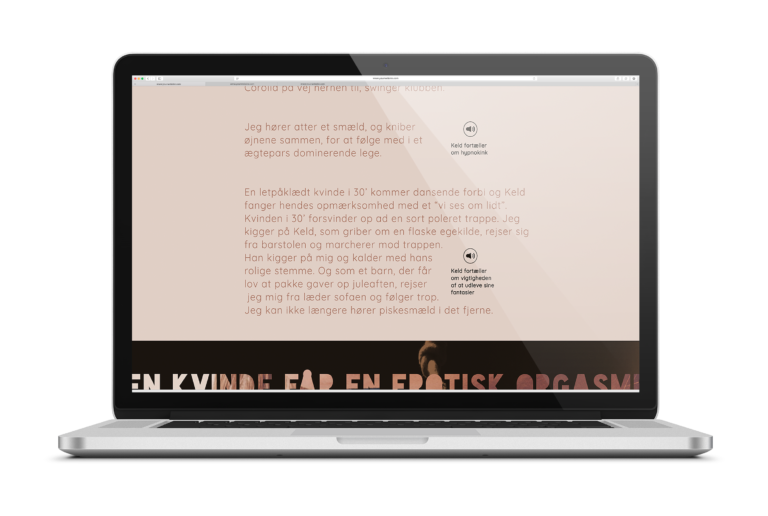 Carolia på vej hernen til, swinger klubben.
Jeg hører atter et smæld, og kniber
øjnene sammen, for at følge med i et
ægtepars dominerende lege.
Keld fortæller
om hypnokink
En letpåklædt kvinde i 30' kommer dansende forbi og Keld
fanger hendes opmærksomhed med et "vi ses om lidt".
Kvinden i 30' forsvinder op ad en sort poleret trappe. Jeg
kigger på Keld, som griber om en flaske egekilde, rejser sig
fra barstolen og marcherer mod trappen.
Han kigger på mig og kalder med hans
rolige stemme. Og som et barn, der får
lov at pakke gaver op juleaften, rejser
jeg mig fra læder sofaen og følger trop.
Jeg kan ikke længere hører piskesmæld i det fjerne.
Keld fortæller
om vigtigheden
af at udleve sine
fantasier
EN KVINDE FÅR EN EROTISK ORGASME